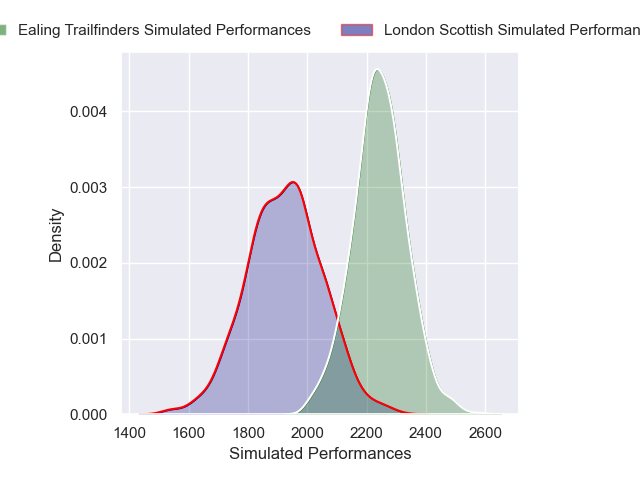 Ealing Trailfinders Simulated Performances London Scottish Simulated Performan
0.004
0.003
0.002
0.001
0.000
Density
1400 1600 1800 2000 2200 2400 2600
Simulated Performances